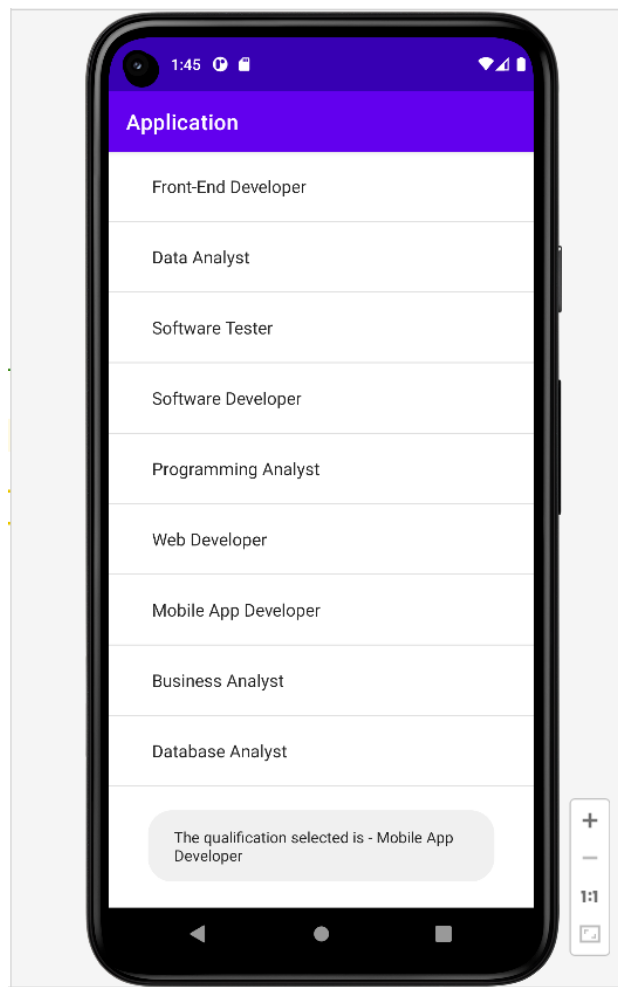 1:45
Application
Front-End Developer
Data Analyst
Software Tester
Software Developer
Programming Analyst
Web Developer
Mobile App Developer
Business Analyst
Database Analyst
The qualification selected is - Mobile App
Developer
1:1